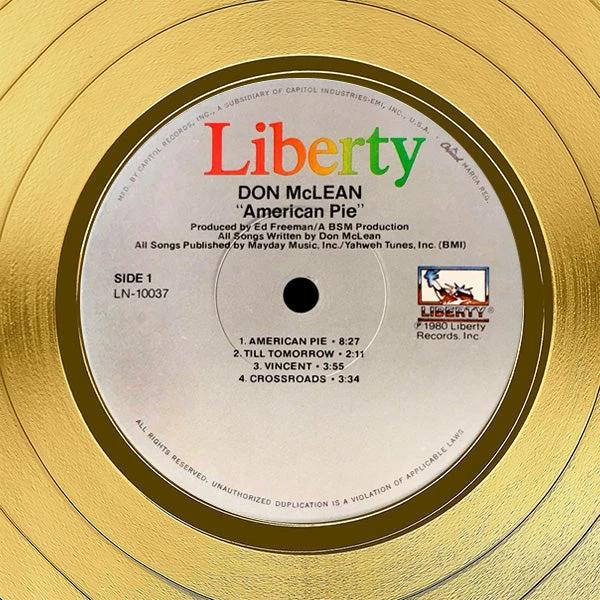 MFD. BY CAPITOL RECORDS, INC., A SUBSIDIARY OF CAPITOL INDUSTRIES-EMI, INC., U.S.A. • Capitol MARCA REG.
Liberty
DON McLEAN
"American Pie"
Produced by Ed Freeman/A BSM Production
All Songs Written by Don McLean
All Songs Published by Mayday Music, Inc./Yahweh Tunes, Inc. (BMI)
SIDE 1
LN-10037
LIBERTY®
℗ 1980 Liberty
Records, Inc.
1. AMERICAN PIE • 8:27
2. TILL TOMORROW • 2:11
3. VINCENT • 3:55
4. CROSSROADS • 3:34
ALL RIGHTS RESERVED. UNAUTHORIZED DUPLICATION IS A VIOLATION OF APPLICABLE LAWS